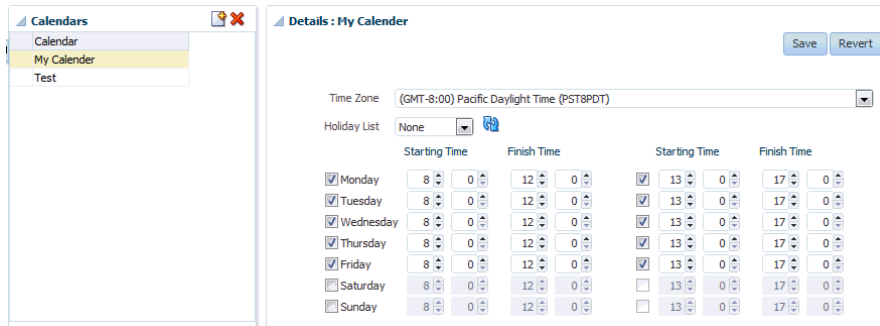 Calendars
Calendar
My Calender
Test
Details : My Calender
Save Revert
Time Zone (GMT-8:00) Pacific Daylight Time (PST8PDT)
Holiday List None
Starting Time Finish Time Starting Time Finish Time
Monday 8 0 12 0 13 0 17 0
Tuesday 8 0 12 0 13 0 17 0
Wednesday 8 0 12 0 13 0 17 0
Thursday 8 0 12 0 13 0 17 0
Friday 8 0 12 0 13 0 17 0
Saturday 8 0 12 0 13 0 17 0
Sunday 8 0 12 0 13 0 17 0